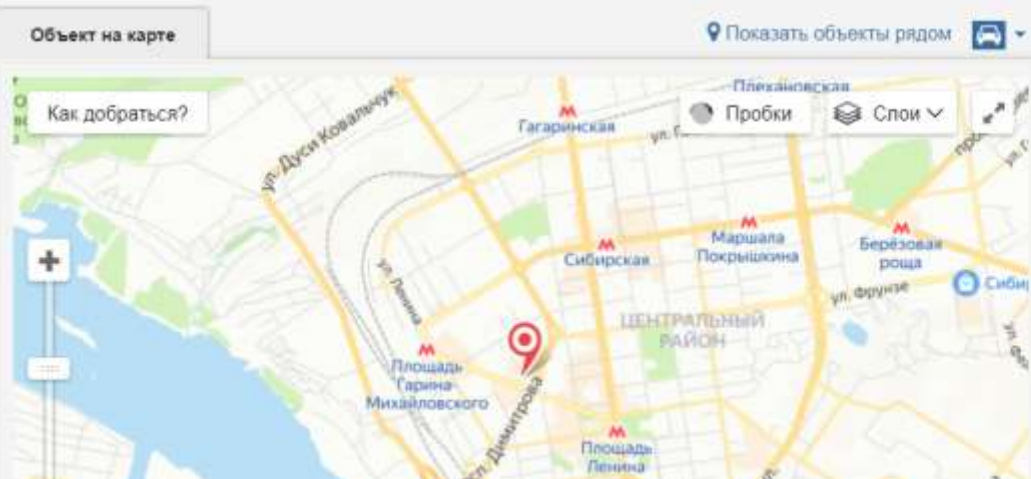 Объект на карте
Показать объекты рядом
Как добраться?
Плехановская
Пробки
Слои
ул. Дуси Ковальчук
Гагаринская
ул.
Сибирская
Маршала
Покрышкина
Берёзовая
роща
ул. Ленина
ул. Фрунзе
ЦЕНТРАЛЬНЫЙ
РАЙОН
Площадь
Гарина-
Михайловского
Димитрова
Площадь
Ленина
ул.